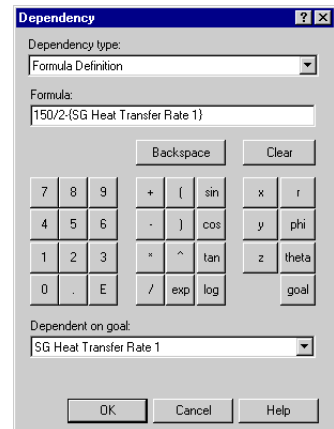 Dependency
Dependency type:
Formula Definition
Formula:
150/2-{SG Heat Transfer Rate 1}
Backspace Clear
7 8 9 + ( sin x r
4 5 6 - ) cos y phi
1 2 3 * ^ tan z theta
0 . E / exp log goal
Dependent on goal:
SG Heat Transfer Rate 1
OK Cancel Help